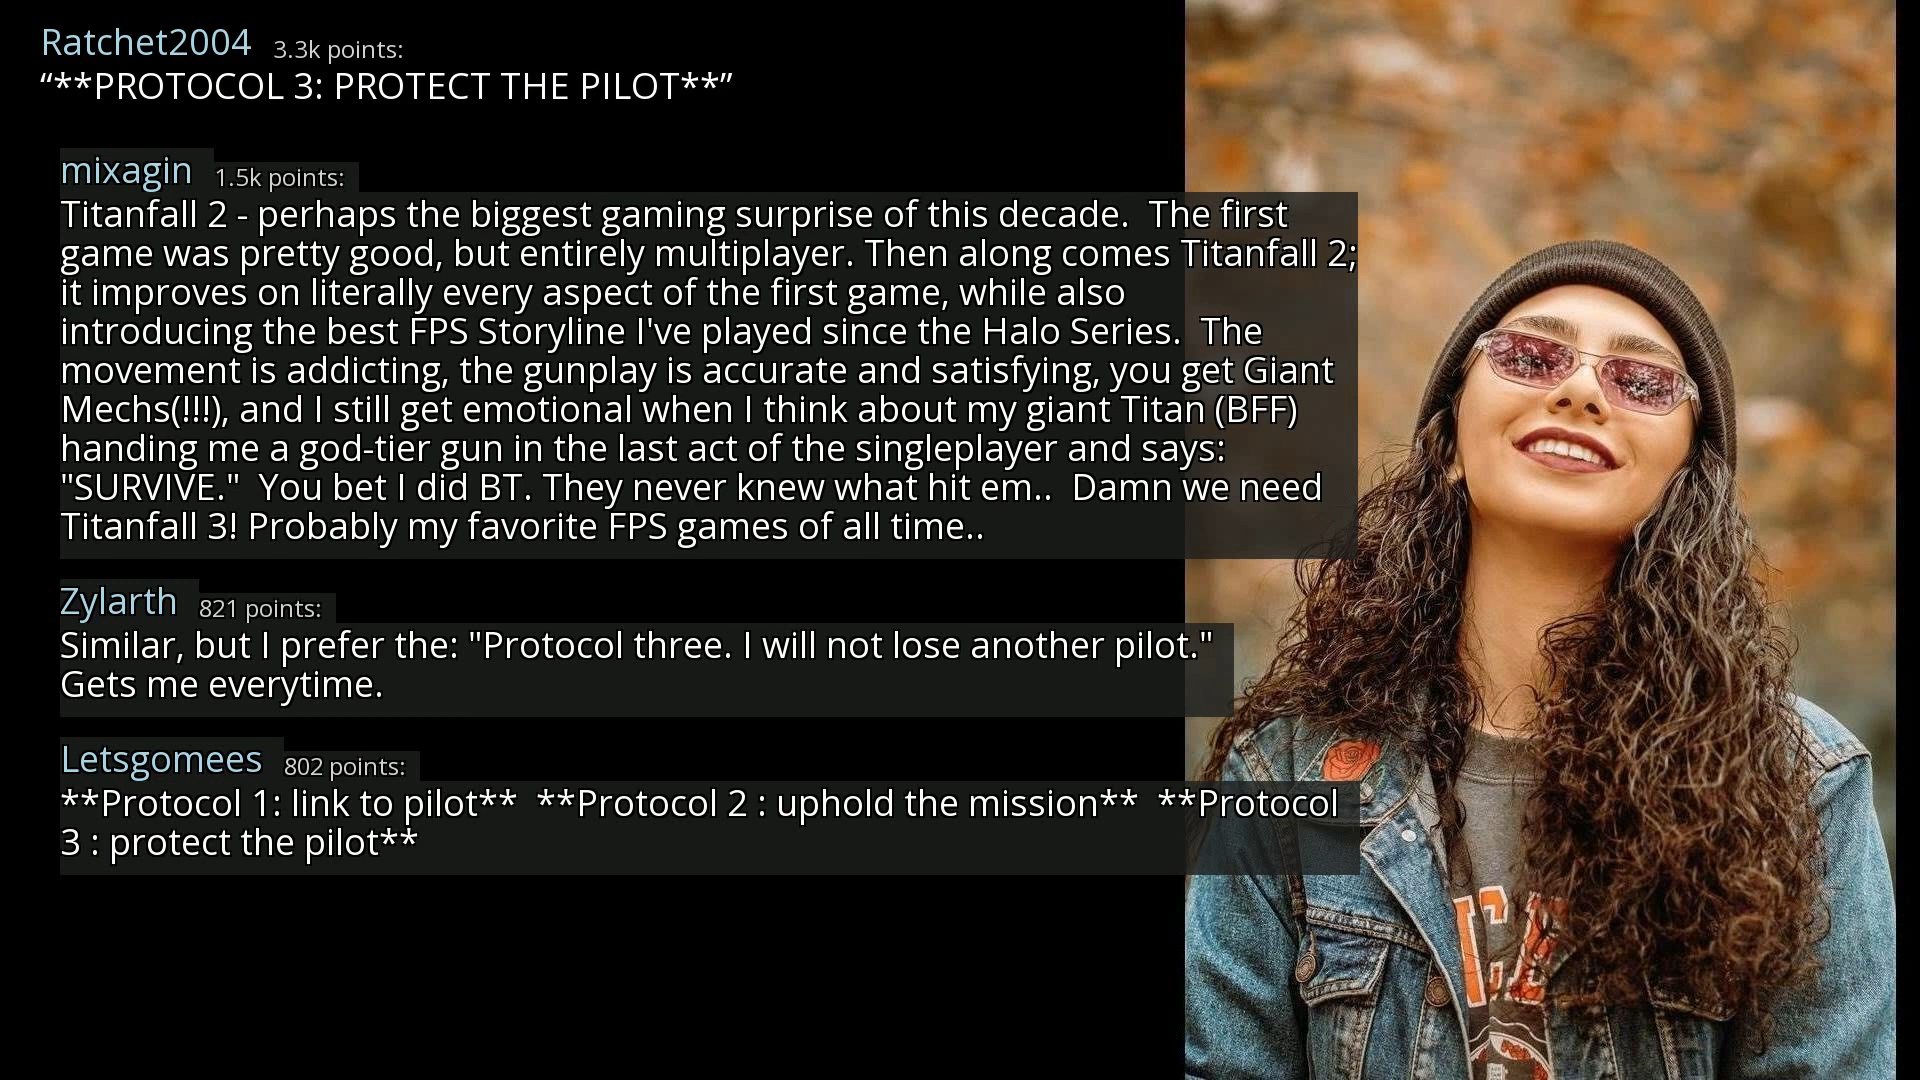 Ratchet2004 3.3k points:
“**PROTOCOL 3: PROTECT THE PILOT**”
mixagin 1.5k points:
Titanfall 2 - perhaps the biggest gaming surprise of this decade.  The first
game was pretty good, but entirely multiplayer. Then along comes Titanfall 2;
it improves on literally every aspect of the first game, while also
introducing the best FPS Storyline I've played since the Halo Series.  The
movement is addicting, the gunplay is accurate and satisfying, you get Giant
Mechs(!!!), and I still get emotional when I think about my giant Titan (BFF)
handing me a god-tier gun in the last act of the singleplayer and says:
"SURVIVE."  You bet I did BT. They never knew what hit em..  Damn we need
Titanfall 3! Probably my favorite FPS games of all time..
Zylarth 821 points:
Similar, but I prefer the: "Protocol three. I will not lose another pilot."
Gets me everytime.
Letsgomees 802 points:
**Protocol 1: link to pilot**  **Protocol 2 : uphold the mission**  **Protocol
3 : protect the pilot**